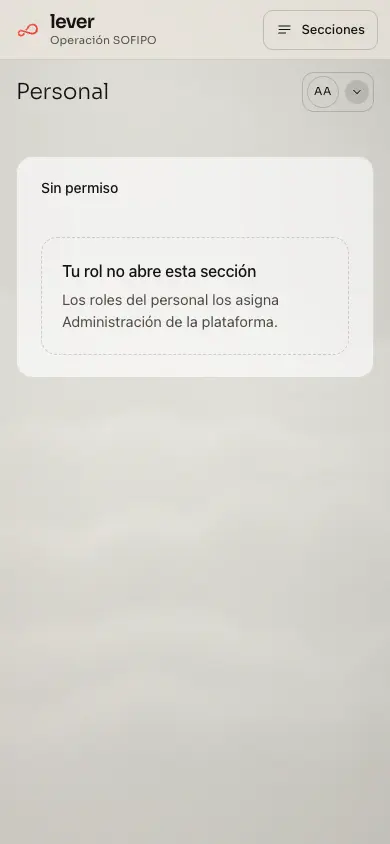 lever
Operación SOFIPO
Secciones
Personal
AA
Sin permiso
Tu rol no abre esta sección
Los roles del personal los asigna
Administración de la plataforma.